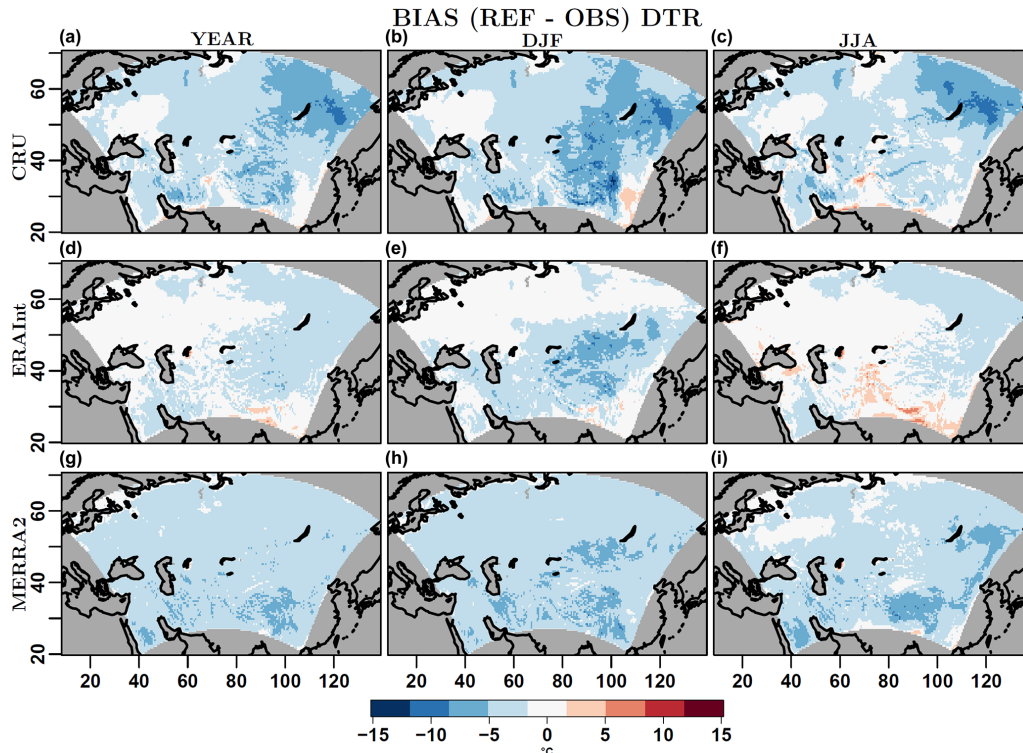 BIAS (REF - OBS) DTR
(a) YEAR (b) DJF (c) JJA
CRU
60
40
20
(d) (e) (f)
ERAInt
60
40
20
(g) (h) (i)
MERRA2
60
40
20
20 40 60 80 100 120 20 40 60 80 100 120 20 40 60 80 100 120
−15 −10 −5 0 5 10 15
°C